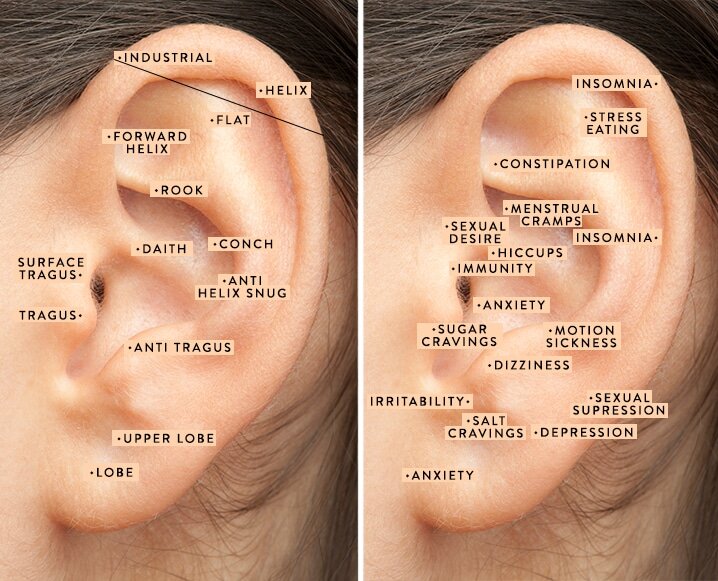 •INDUSTRIAL
•HELIX
•FLAT
•FORWARD
HELIX
•ROOK
•DAITH
•CONCH
SURFACE
TRAGUS•
•ANTI
HELIX SNUG
TRAGUS•
•ANTI TRAGUS
•UPPER LOBE
•LOBE
INSOMNIA•
•STRESS
EATING
•CONSTIPATION
•MENSTRUAL
CRAMPS
•SEXUAL
DESIRE
INSOMNIA•
•HICCUPS
•IMMUNITY
•ANXIETY
•SUGAR
CRAVINGS
•MOTION
SICKNESS
•DIZZINESS
IRRITABILITY•
•SEXUAL
SUPRESSION
•SALT
CRAVINGS
•DEPRESSION
•ANXIETY